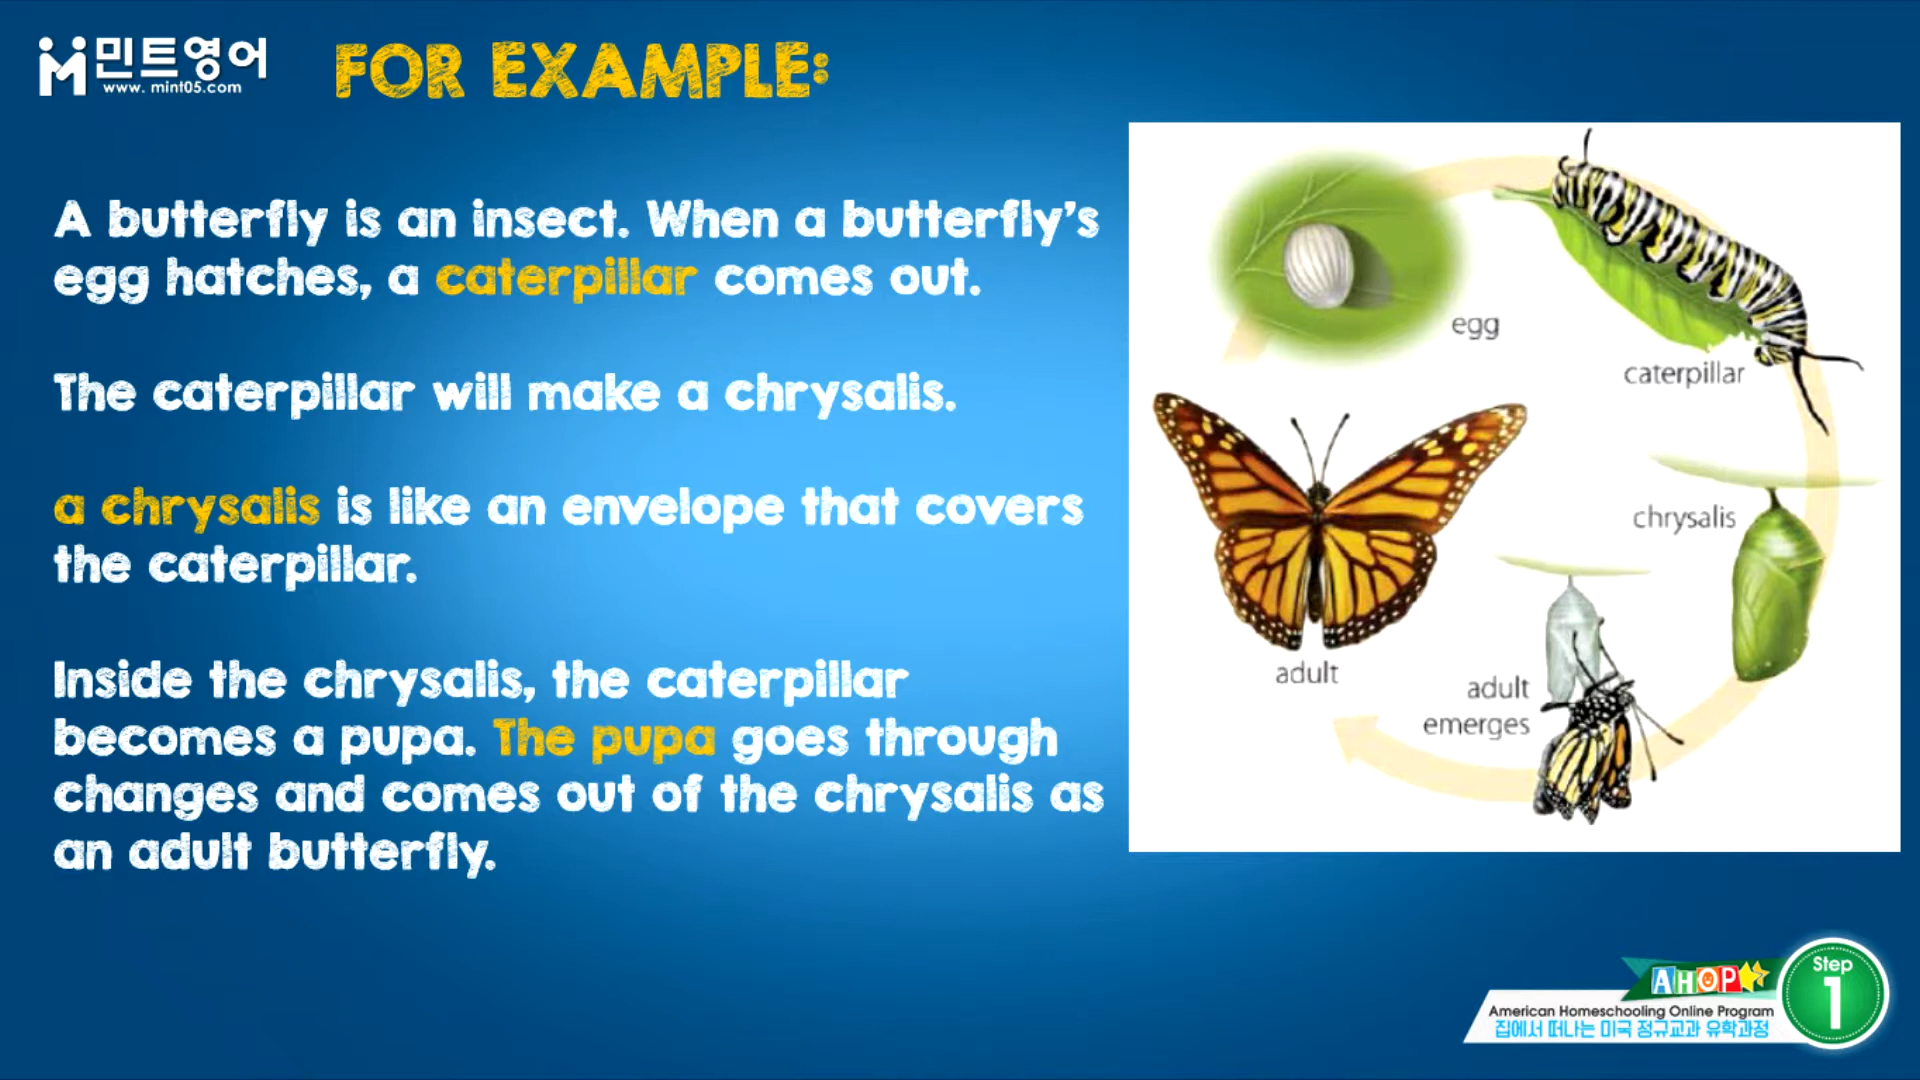 민트영어
www. mint05.com
FOR EXAMPLE:
A butterfly is an insect. When a butterfly's
egg hatches, a caterpillar comes out.
The caterpillar will make a chrysalis.
a chrysalis is like an envelope that covers
the caterpillar.
Inside the chrysalis, the caterpillar
becomes a pupa. The pupa goes through
changes and comes out of the chrysalis as
an adult butterfly.
egg
caterpillar
chrysalis
adult
emerges
adult
AHOP
Step
1
American Homeschooling Online Program
집에서 떠나는 미국 정규교과 유학과정